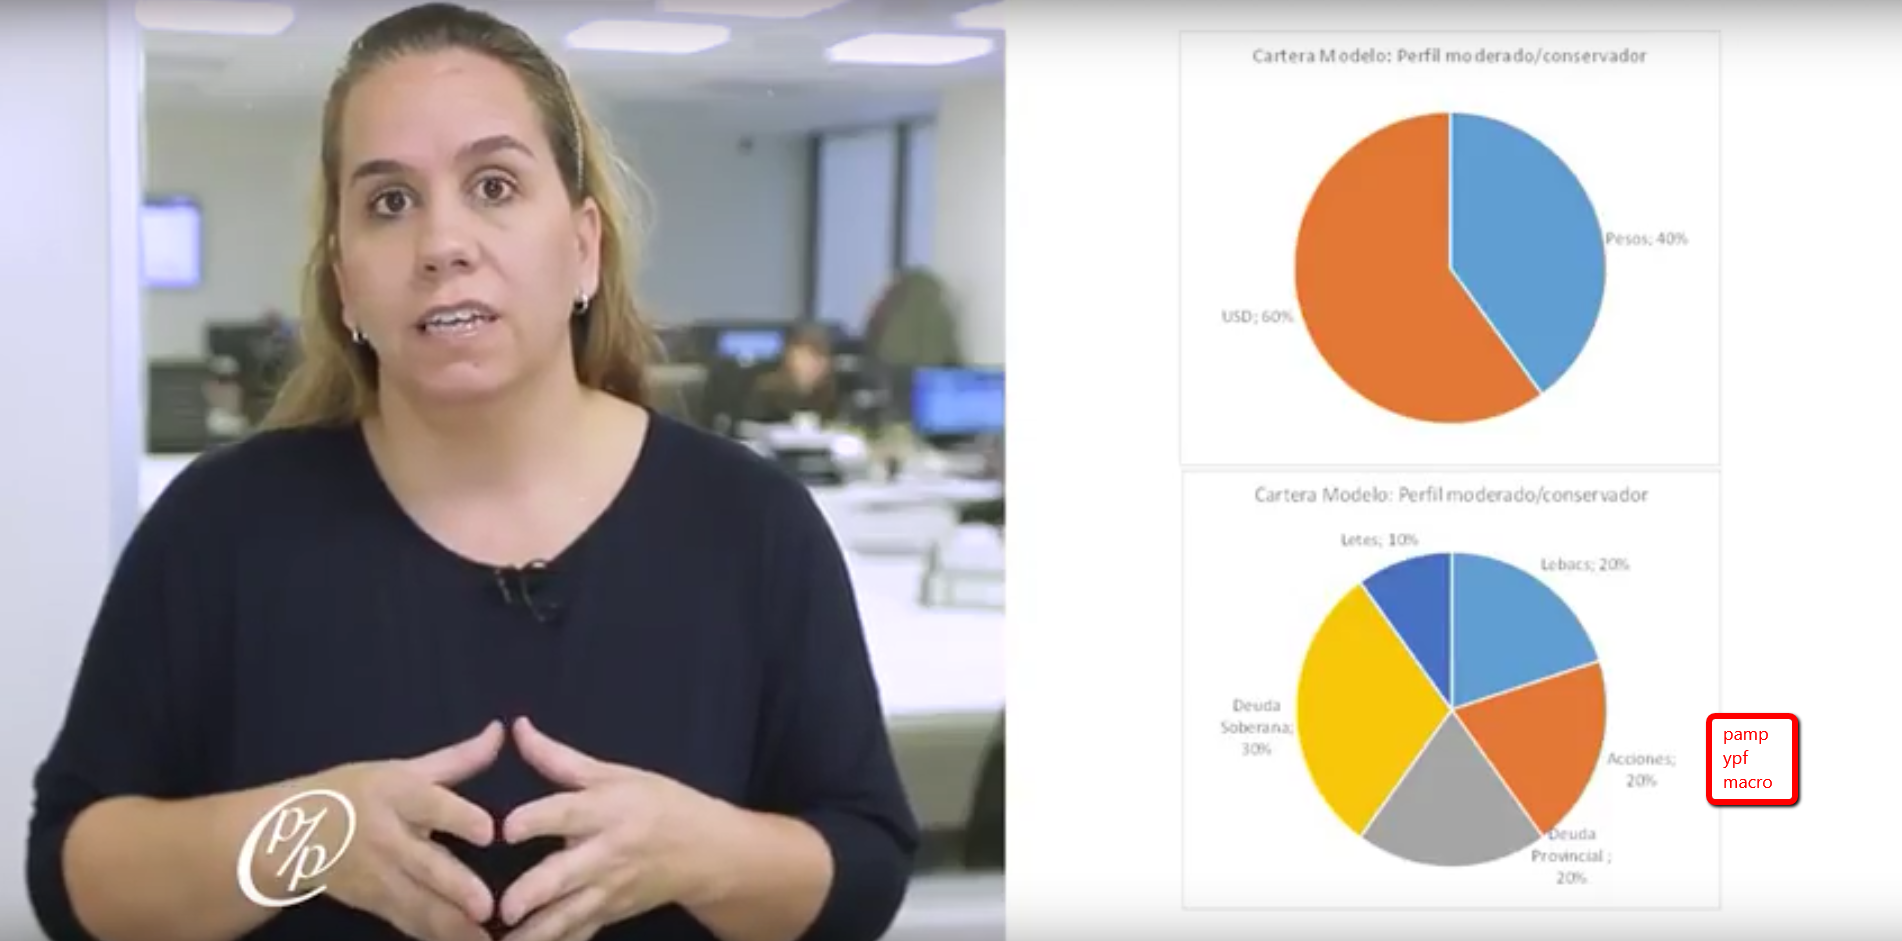 Cartera Modelo: Perfil moderado/conservador
Pesos; 40%
USD; 60%
Cartera Modelo: Perfil moderado/conservador
Letes; 10%
Lebacs; 20%
Deuda
Soberana;
30%
Acciones;
20%
Deuda
Provincial ;
20%
pamp
ypf
macro
p/p